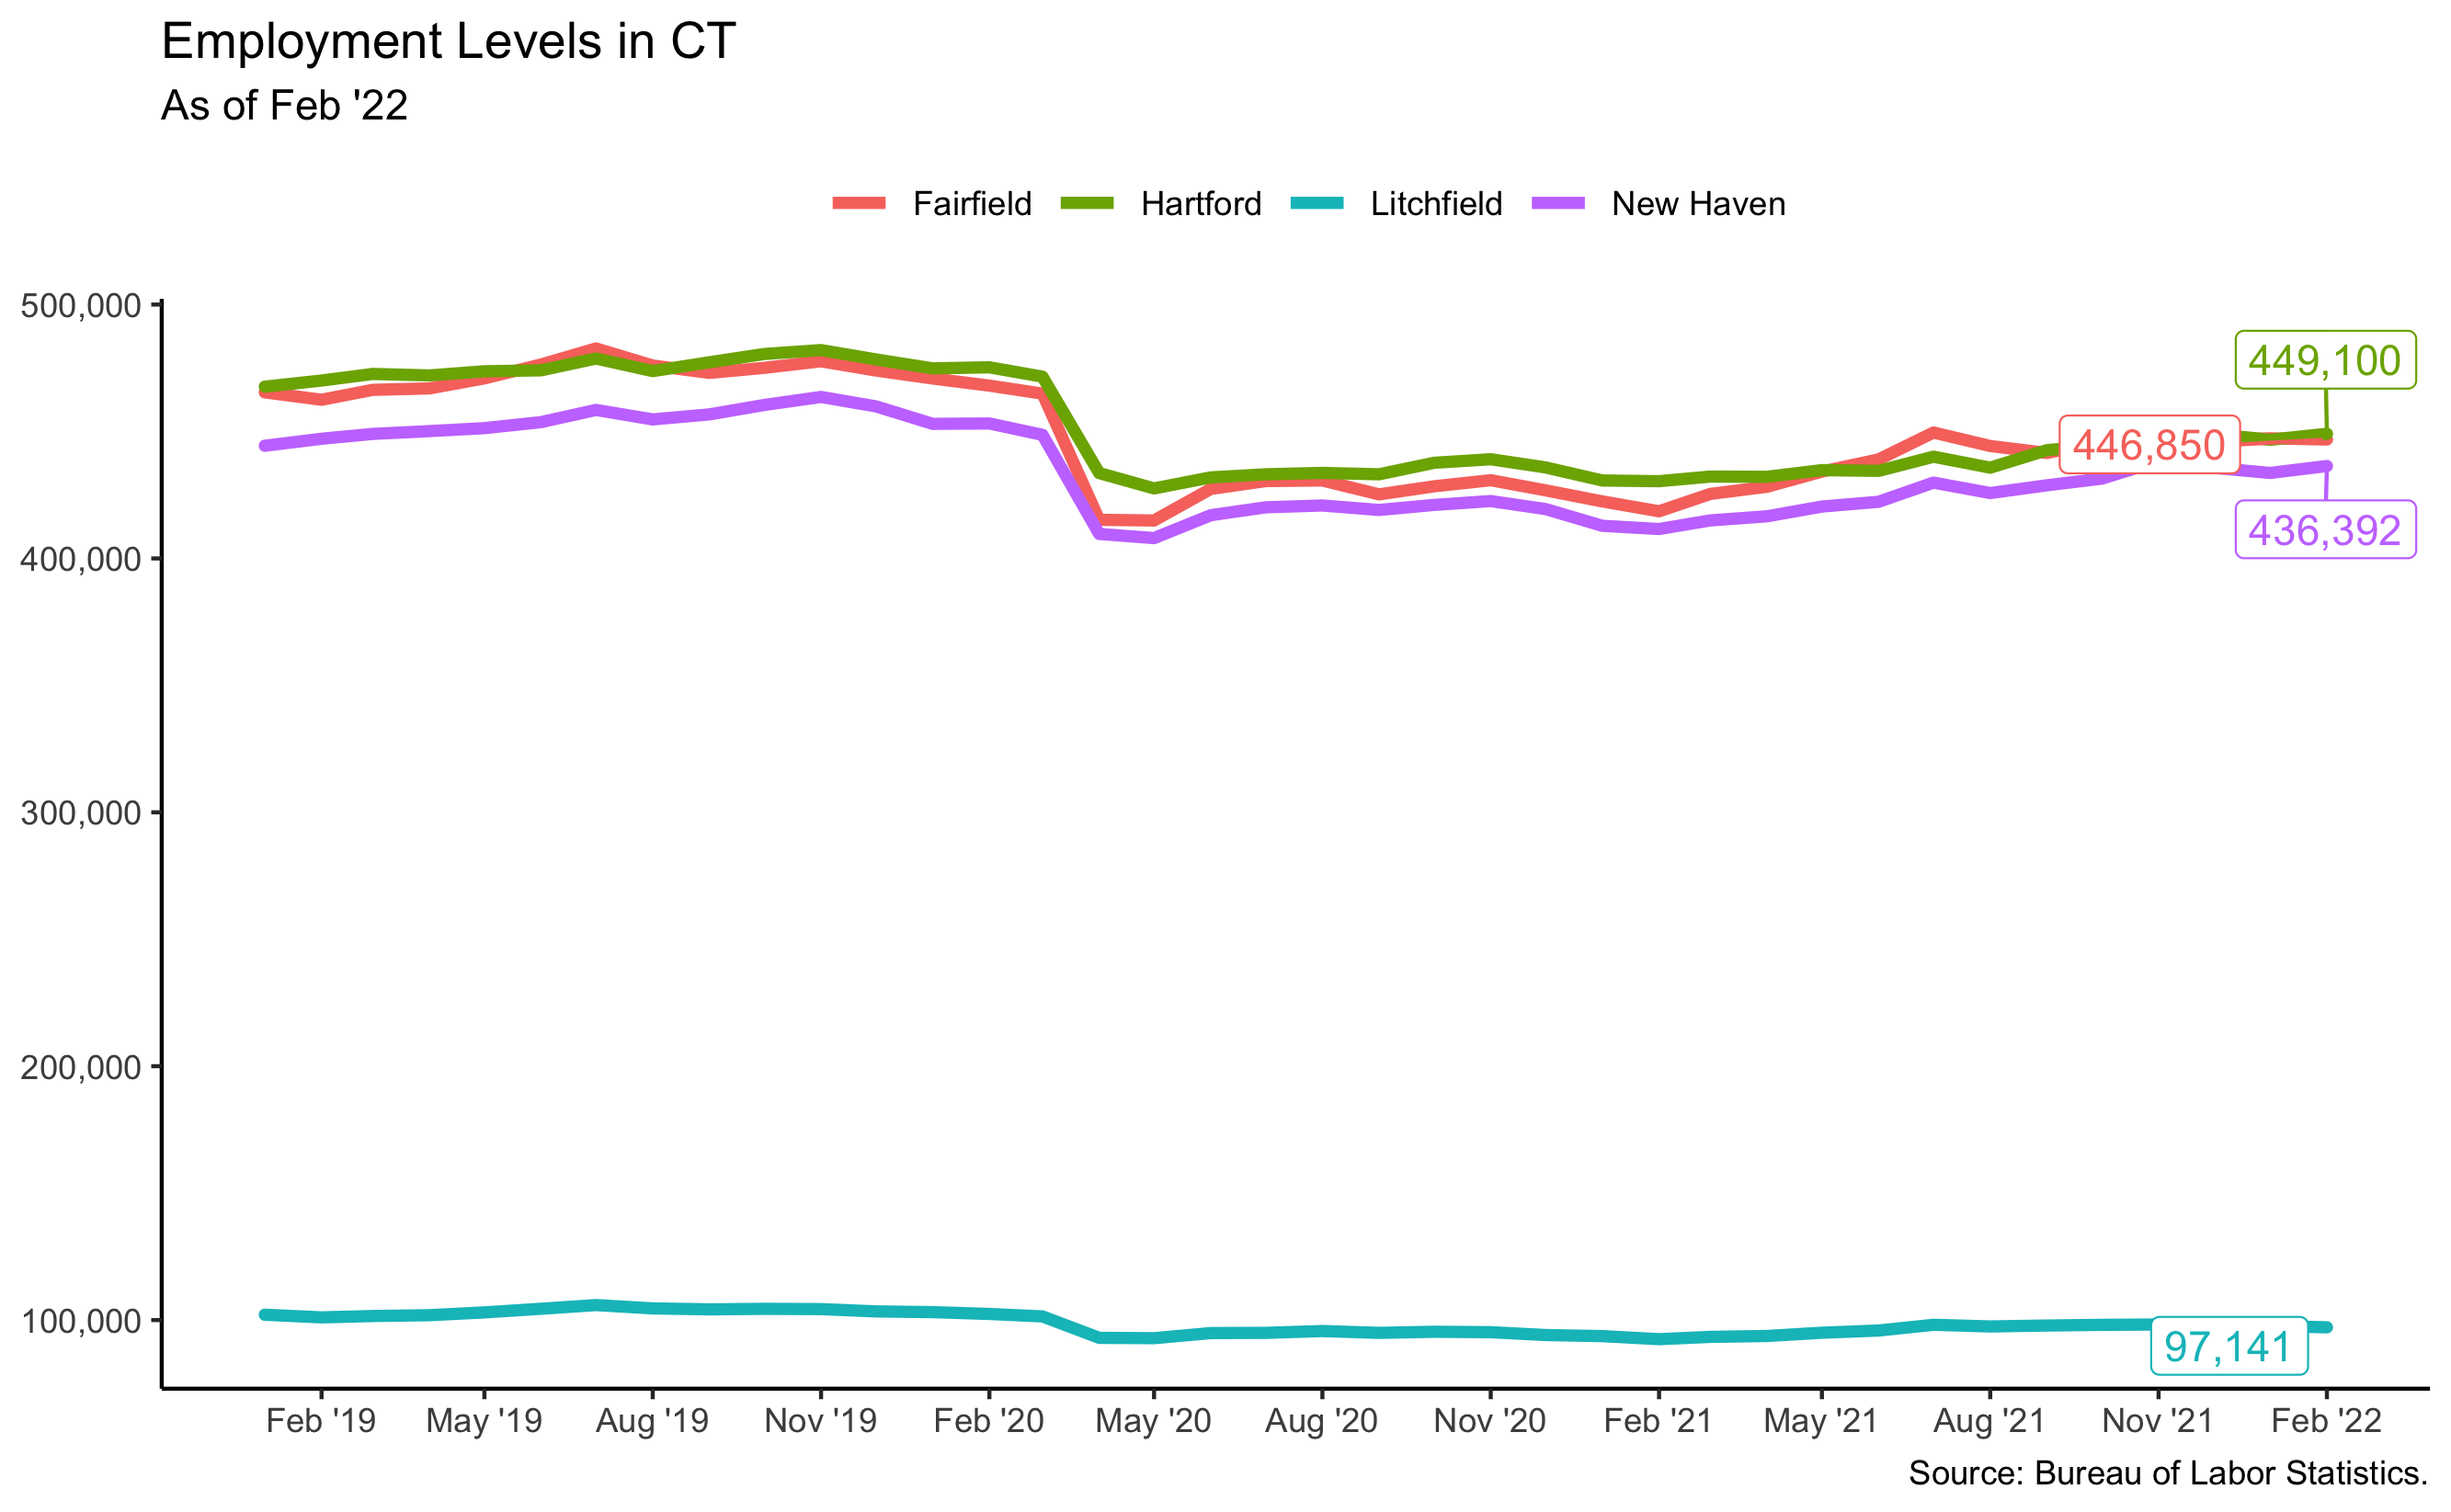 Employment Levels in CT
As of Feb '22
Fairfield Hartford Litchfield New Haven
500,000
449,100
446,850
436,392
400,000
300,000
200,000
100,000
97,141
Feb '19 May '19 Aug '19 Nov '19 Feb '20 May '20 Aug '20 Nov '20 Feb '21 May '21 Aug '21 Nov '21 Feb '22
Source: Bureau of Labor Statistics.